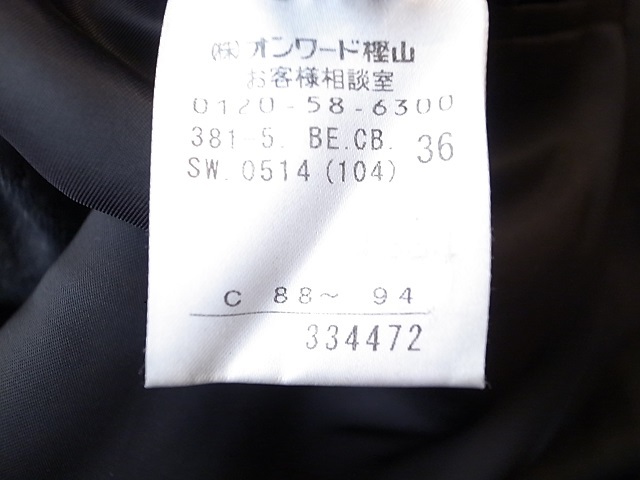 (株)オンワード樫山
お客様相談室
0120-58-6300
381-5. BE.CB. 36
SW. 0514 (104)
C 88~ 94
334472